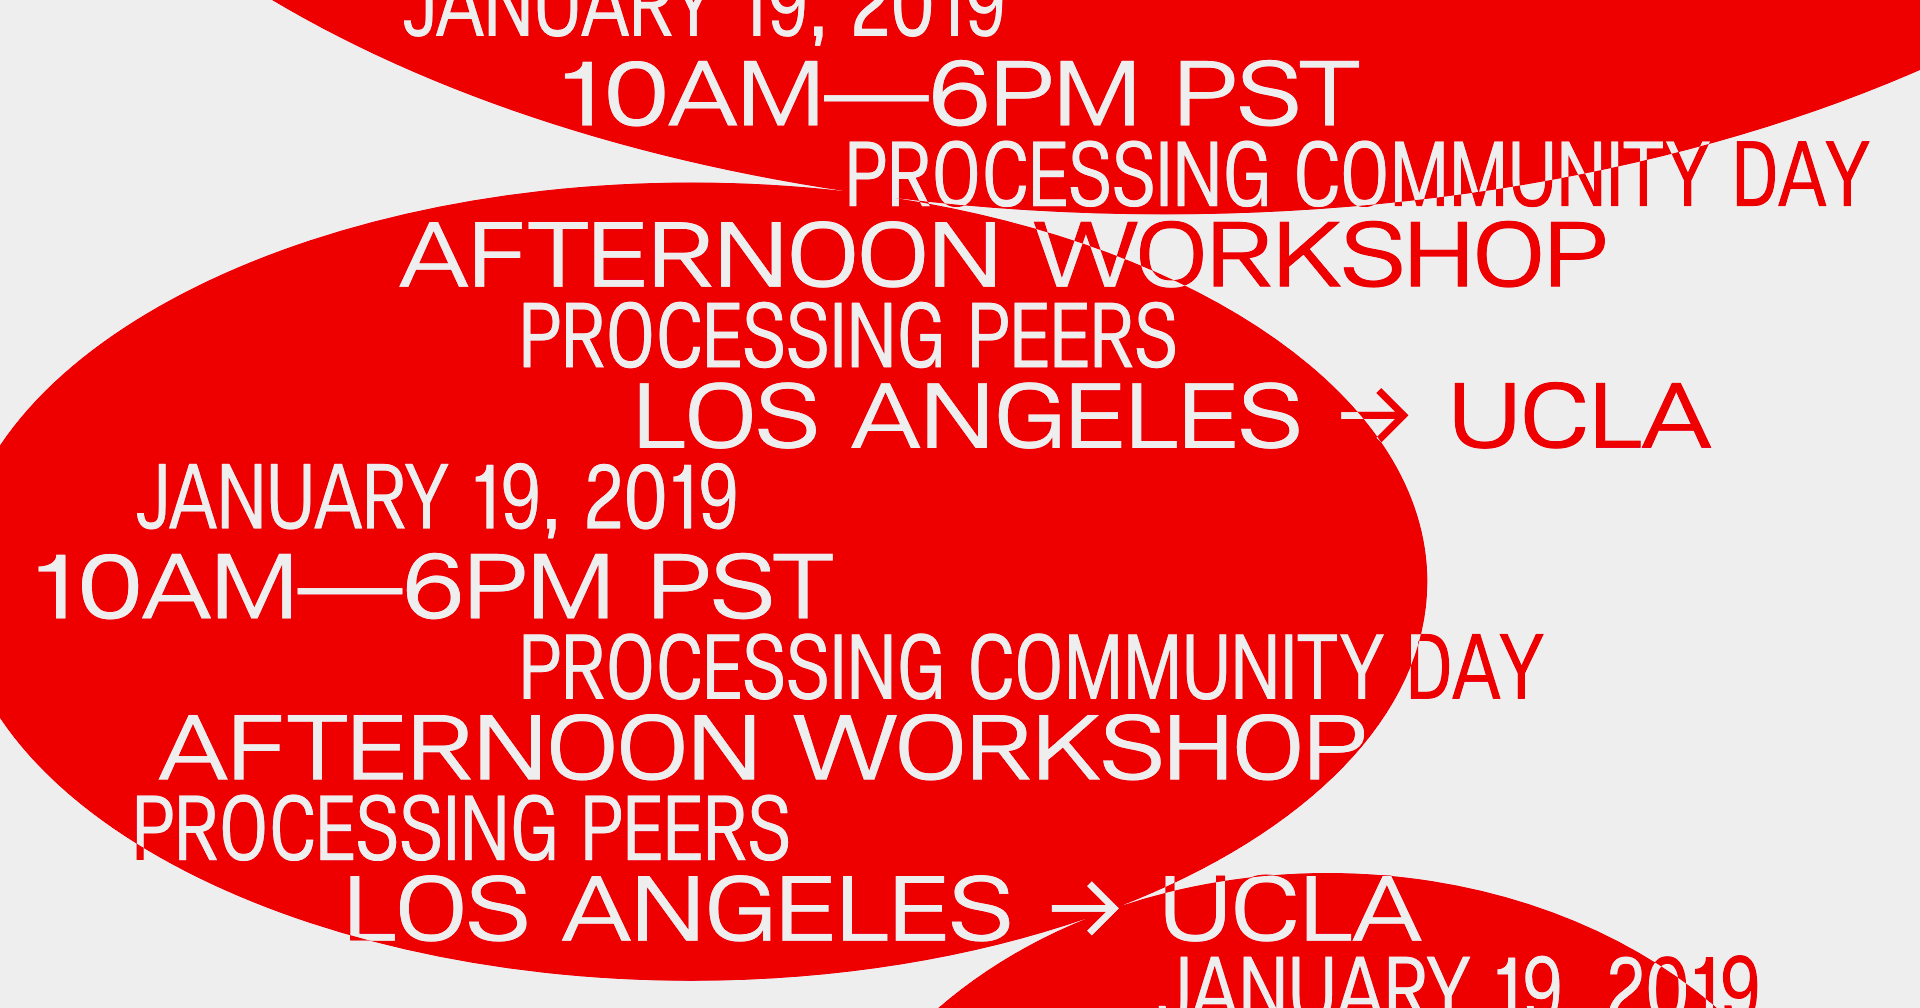 JANUARY 19, 2019
10AM—6PM PST
PROCESSING COMMUNITY DAY
AFTERNOON WORKSHOP
PROCESSING PEERS
LOS ANGELES → UCLA
JANUARY 19, 2019
10AM—6PM PST
PROCESSING COMMUNITY DAY
AFTERNOON WORKSHOP
PROCESSING PEERS
LOS ANGELES → UCLA
JANUARY 19 2019